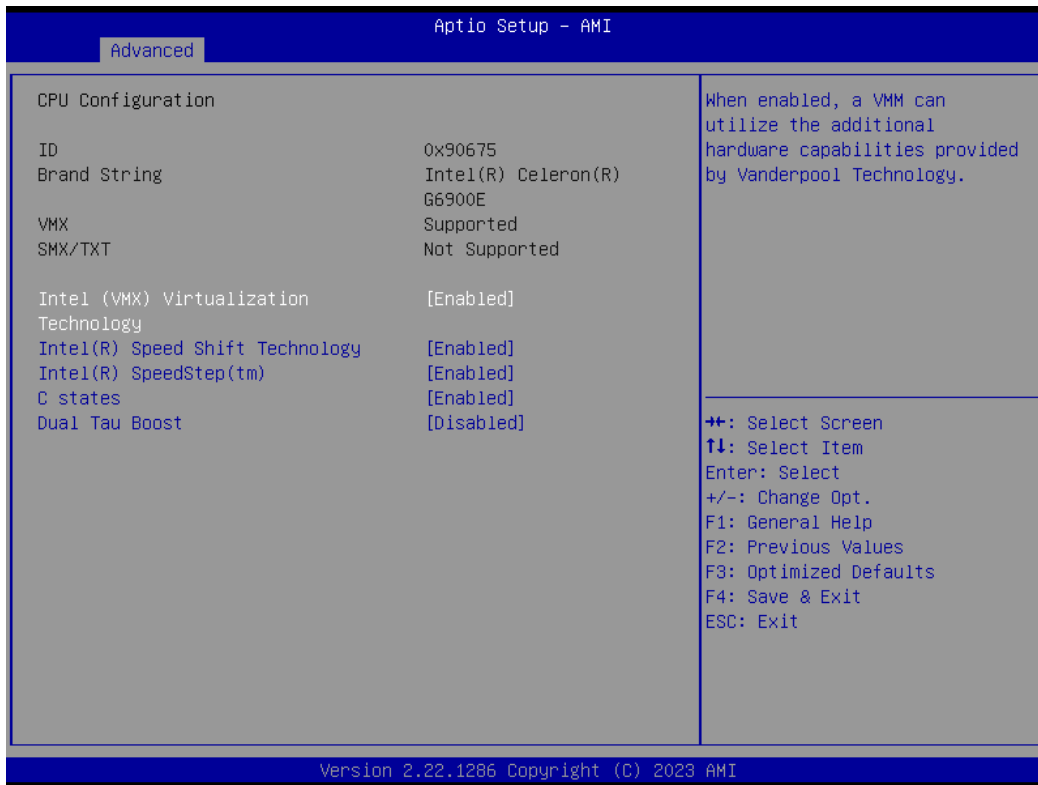 Aptio Setup – AMI
Advanced
CPU Configuration
ID 0x90675
Brand String Intel(R) Celeron(R)
G6900E
VMX Supported
SMX/TXT Not Supported
Intel (VMX) Virtualization [Enabled]
Technology
Intel(R) Speed Shift Technology [Enabled]
Intel(R) SpeedStep(tm) [Enabled]
C states [Enabled]
Dual Tau Boost [Disabled]
When enabled, a VMM can
utilize the additional
hardware capabilities provided
by Vanderpool Technology.
→←: Select Screen
↑↓: Select Item
Enter: Select
+/-: Change Opt.
F1: General Help
F2: Previous Values
F3: Optimized Defaults
F4: Save & Exit
ESC: Exit
Version 2.22.1286 Copyright (C) 2023 AMI